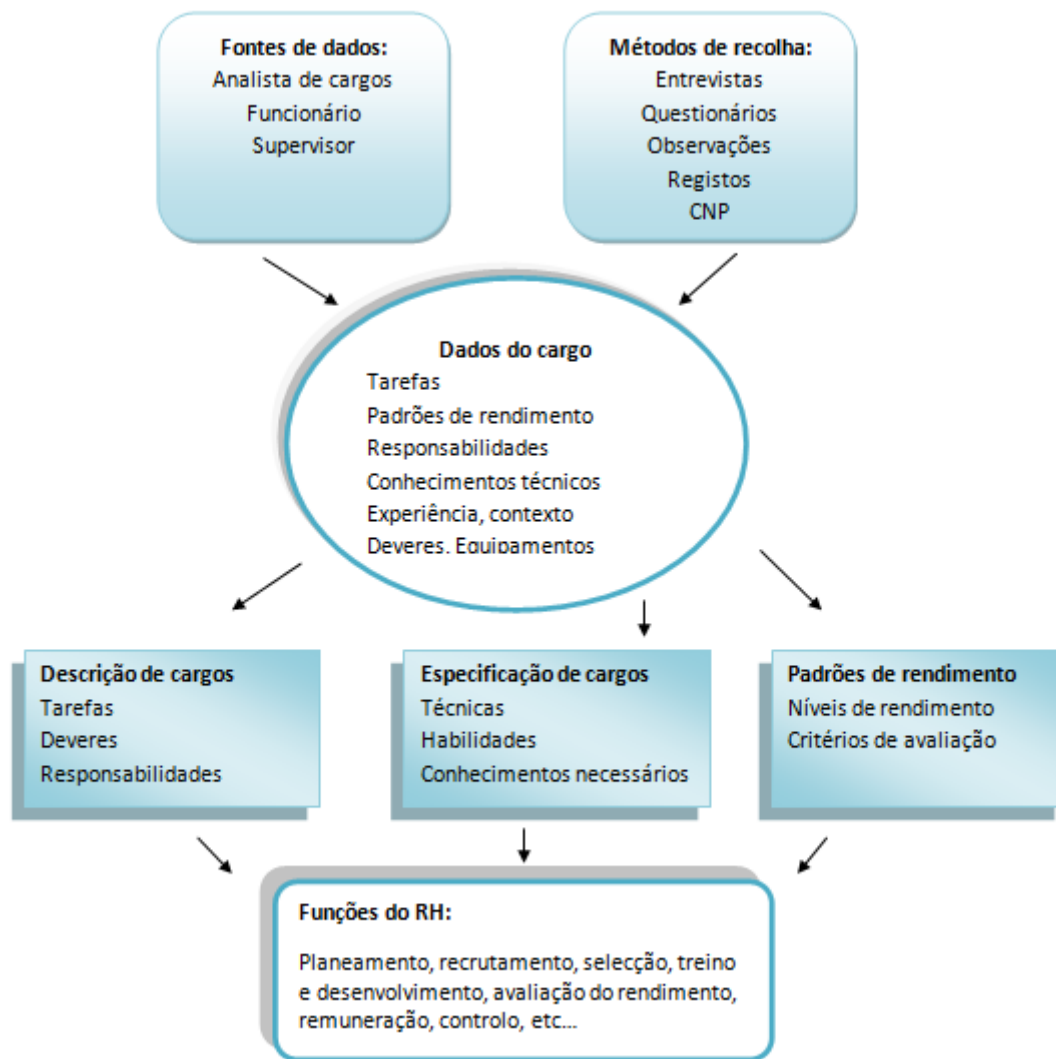 Fontes de dados:
Analista de cargos
Funcionário
Supervisor
Métodos de recolha:
Entrevistas
Questionários
Observações
Registos
CNP
Dados do cargo
Tarefas
Padrões de rendimento
Responsabilidades
Conhecimentos técnicos
Experiência, contexto
Deveres, Equipamentos
Descrição de cargos
Tarefas
Deveres
Responsabilidades
Especificação de cargos
Técnicas
Habilidades
Conhecimentos necessários
Padrões de rendimento
Níveis de rendimento
Critérios de avaliação
Funções do RH:
Planeamento, recrutamento, selecção, treino
e desenvolvimento, avaliação do rendimento,
remuneração, controlo, etc...